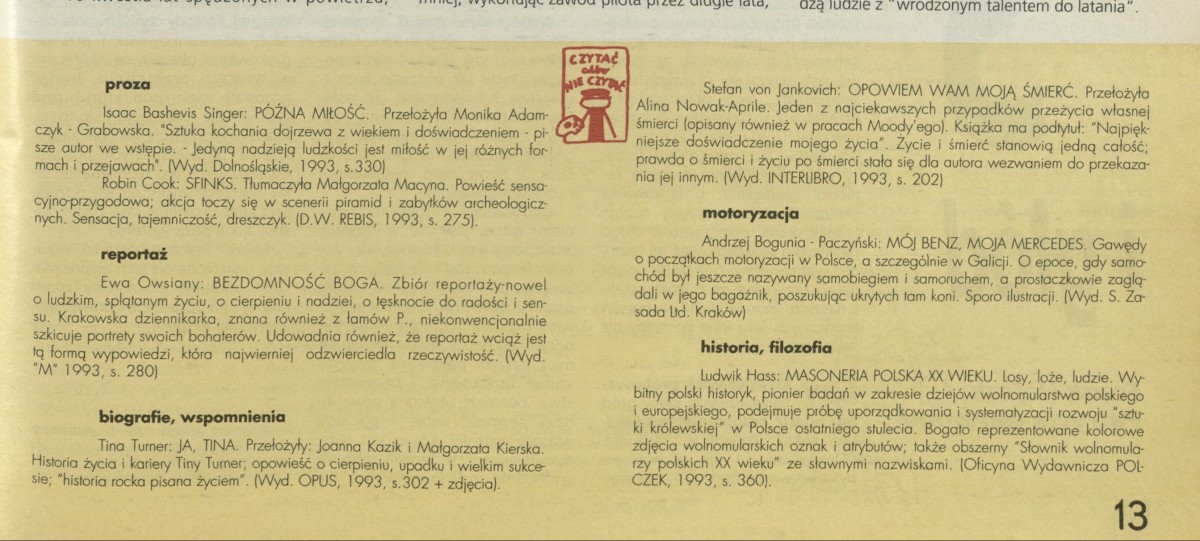 mniej, wykonując zawód pilota przez długie lata,
dzą ludzie z "wrodzonym talentem do latania".
proza
Isaac Bashevis Singer: PÓŹNA MIŁOŚĆ. Przełożyła Monika Adam-
czyk - Grabowska. "Sztuka kochania dojrzewa z wiekiem i doświadczeniem - pi-
sze autor we wstępie. - Jedyną nadzieją ludzkości jest miłość w jej różnych for-
mach i przejawach". (Wyd. Dolnośląskie, 1993, s.330)
Robin Cook: SFINKS. Tłumaczyła Małgorzata Macyna. Powieść sensa-
cyjno-przygodowa; akcja toczy się w scenerii piramid i zabytków archeologicz-
nych. Sensacja, tajemniczość, dreszczyk. (D.W. REBIS, 1993, s. 275).
reportaż
Ewa Owsiany: BEZDOMNOŚĆ BOGA. Zbiór reportaży-nowel
o ludzkim, splątanym życiu, o cierpieniu i nadziei, o tęsknocie do radości i sen-
su. Krakowska dziennikarka, znana również z łamów P., niekonwencjonalnie
szkicuje portrety swoich bohaterów. Udowadnia również, że reportaż wciąż jest
tą formą wypowiedzi, która najwierniej odzwierciedla rzeczywistość. (Wyd.
"M" 1993, s. 280)
biografie, wspomnienia
Tina Turner: JA, TINA. Przełożyły: Joanna Kazik i Małgorzata Kierska.
Historia życia i kariery Tiny Turner; opowieść o cierpieniu, upadku i wielkim sukce-
sie; "historia rocka pisana życiem". (Wyd. OPUS, 1993, s.302 + zdjęcia).
CZYTAĆ
albo
NIE CZYTAĆ
Stefan von Jankovich: OPOWIEM WAM MOJĄ ŚMIERĆ. Przełożyła
Alina Nowak-Aprile. Jeden z najciekawszych przypadków przeżycia własnej
śmierci (opisany również w pracach Moody'ego). Książka ma podtytuł: "Najpięk-
niejsze doświadczenie mojego życia". Życie i śmierć stanowią jedną całość;
prawda o śmierci i życiu po śmierci stała się dla autora wezwaniem do przekaza-
nia jej innym. (Wyd. INTERLIBRO, 1993, s. 202)
motoryzacja
Andrzej Bogunia - Paczyński: MÓJ BENZ, MOJA MERCEDES. Gawędy
o początkach motoryzacji w Polsce, a szczególnie w Galicji. O epoce, gdy samo-
chód był jeszcze nazywany samobiegiem i samoruchem, a prostaczkowie zaglą-
dali w jego bagażnik, poszukując ukrytych tam koni. Sporo ilustracji. (Wyd. S. Za-
sada Ltd. Kraków)
historia, filozofia
Ludwik Hass: MASONERIA POLSKA XX WIEKU. Losy, loże, ludzie. Wy-
bitny polski historyk, pionier badań w zakresie dziejów wolnomularstwa polskiego
i europejskiego, podejmuje próbę uporządkowania i systematyzacji rozwoju "sztu-
ki królewskiej" w Polsce ostatniego stulecia. Bogato reprezentowane kolorowe
zdjęcia wolnomularskich oznak i atrybutów; także obszerny "Słownik wolnomula-
rzy polskich XX wieku" ze sławnymi nazwiskami. (Oficyna Wydawnicza POL-
CZEK, 1993, s. 360).
13